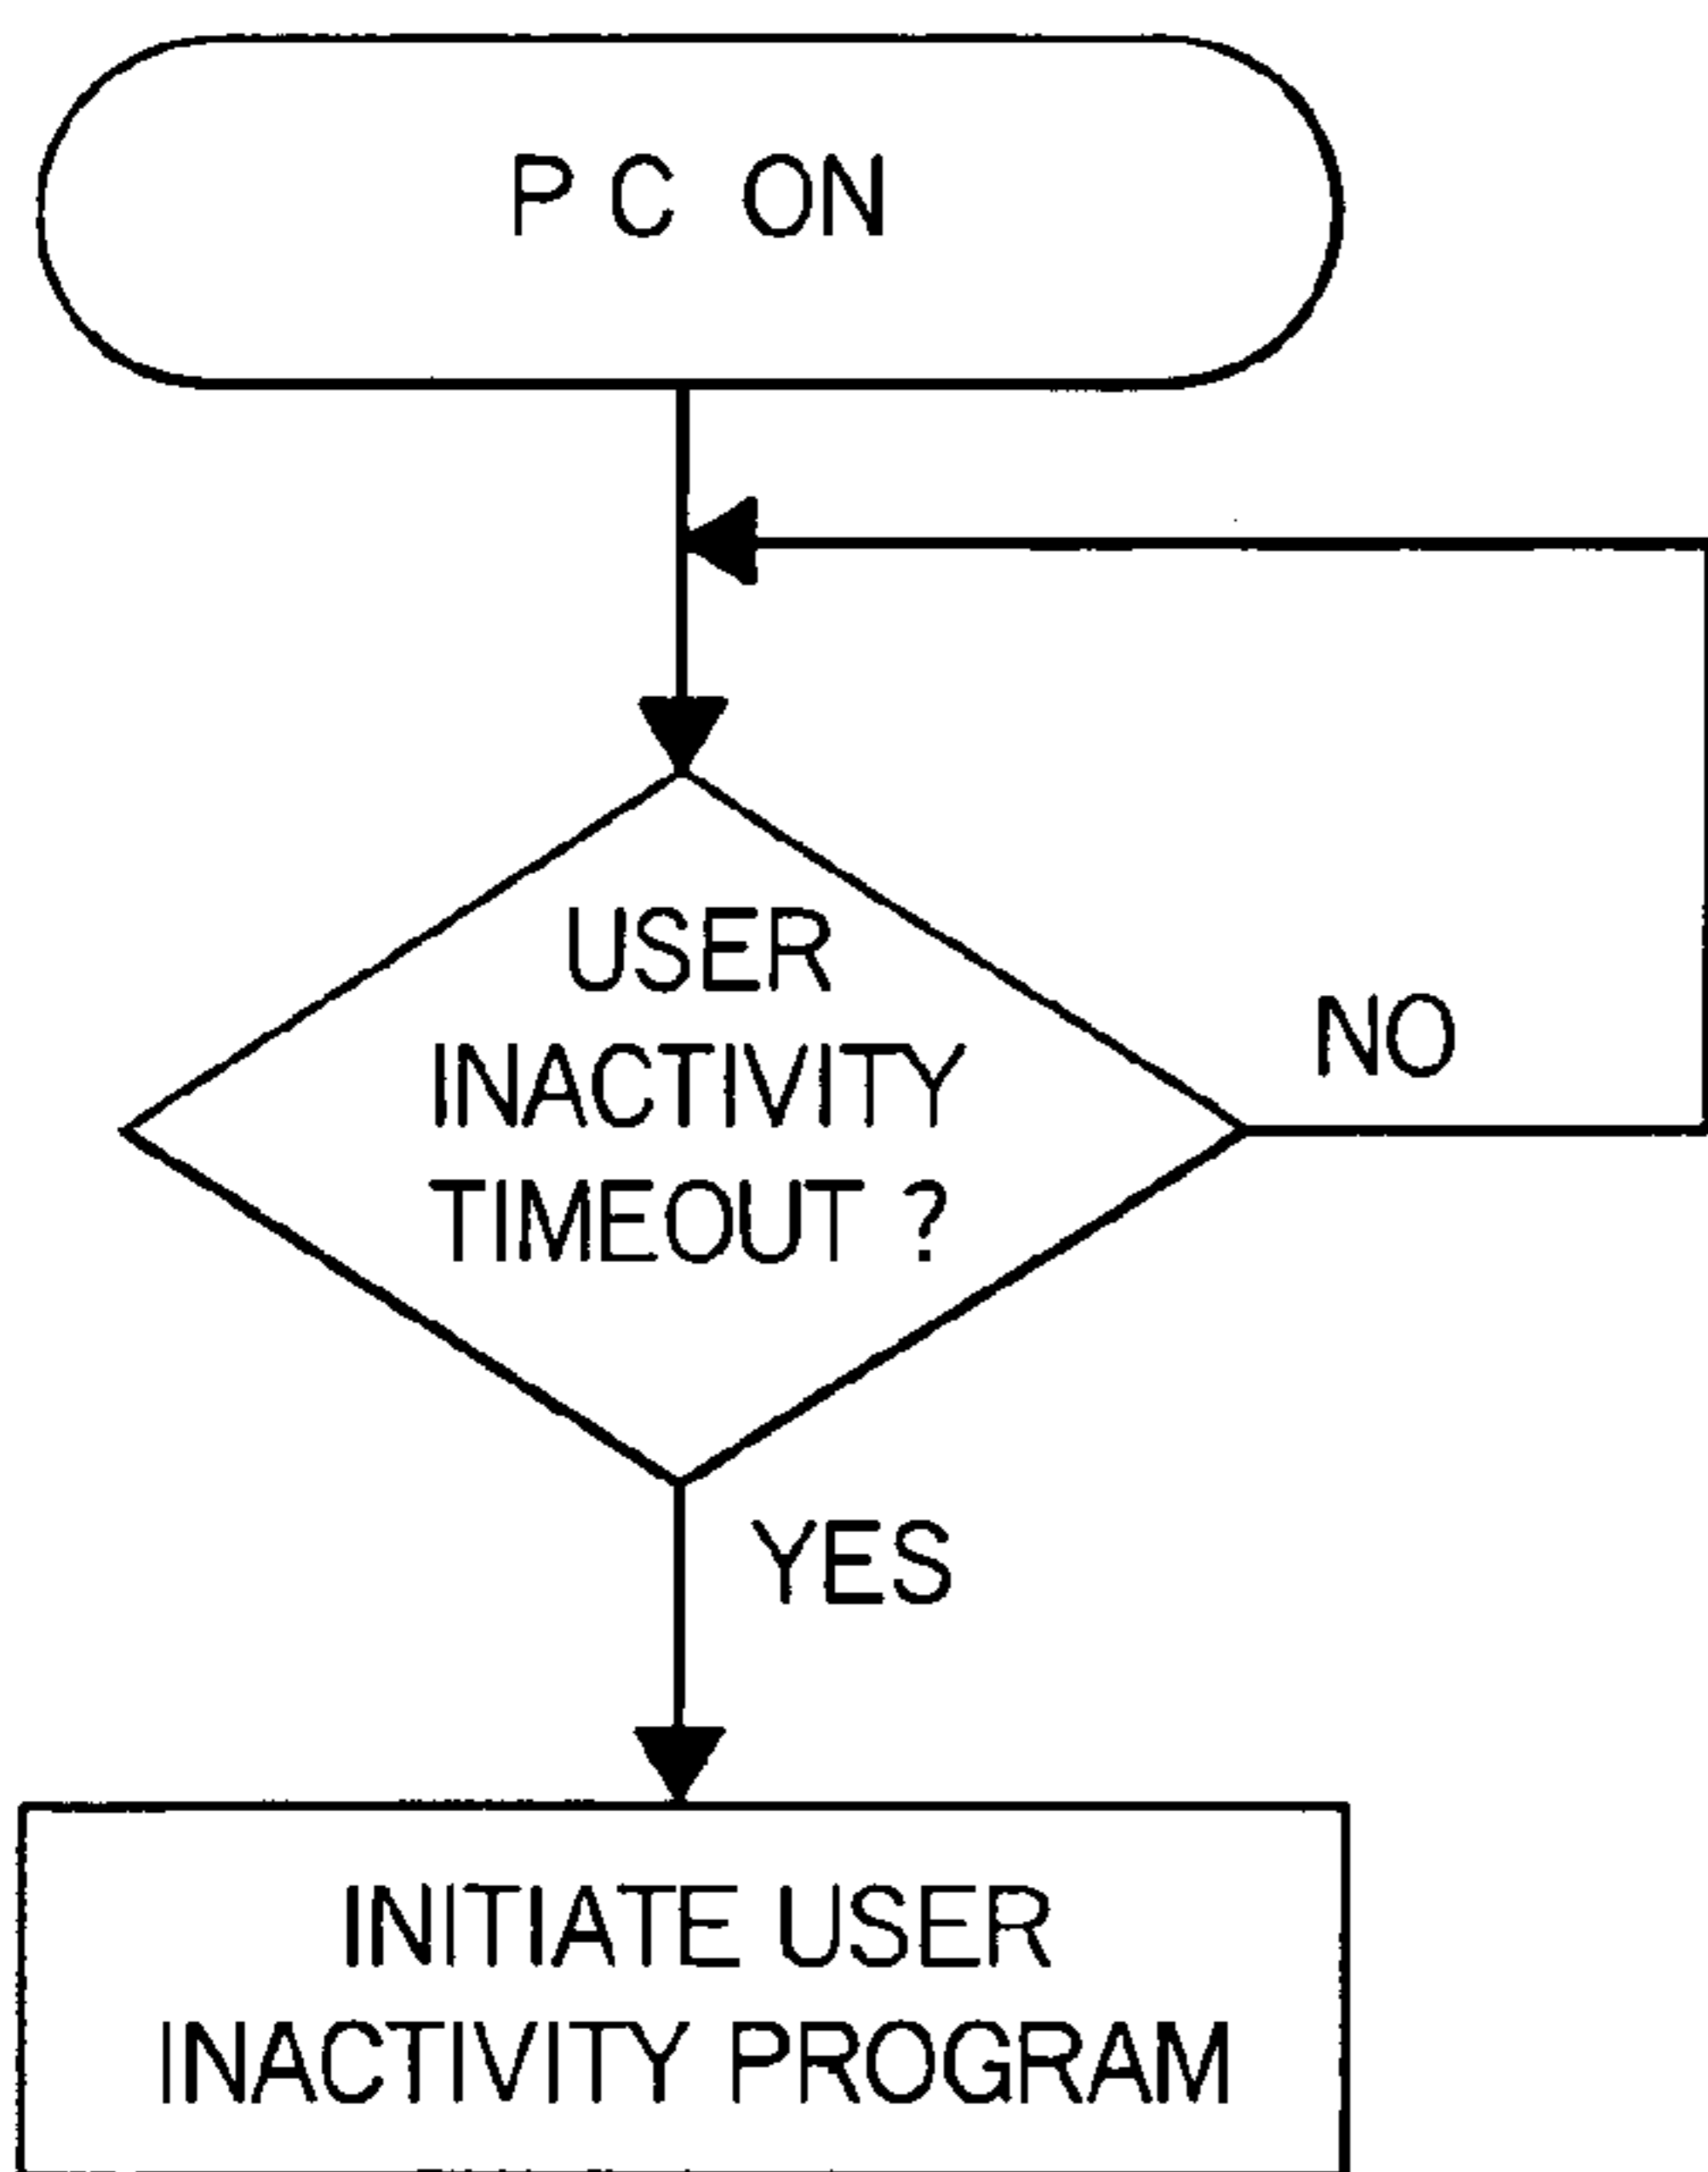 P C ON
USER
INACTIVITY
TIMEOUT ?
NO
YES
INITIATE USER
INACTIVITY PROGRAM